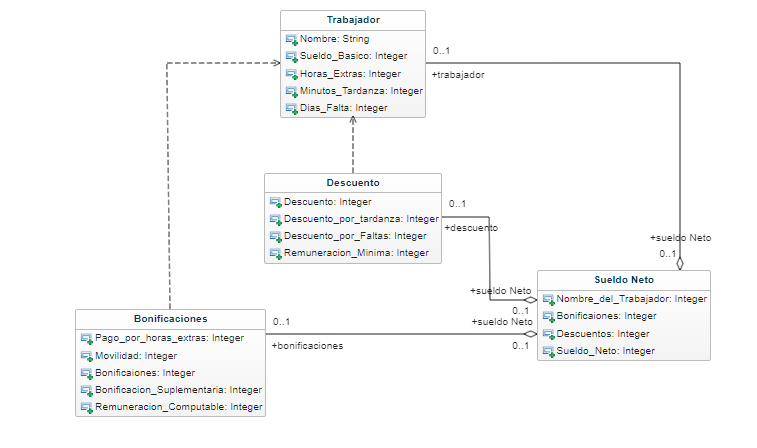 Trabajador
Nombre: String
Sueldo_Basico: Integer
Horas_Extras: Integer
Minutos_Tardanza: Integer
Dias_Falta: Integer
0..1
+trabajador
Descuento
Descuento: Integer
Descuento_por_tardanza: Integer
Descuento_por_Faltas: Integer
Remuneracion_Minima: Integer
0..1
+descuento
+sueldo Neto
0..1
+sueldo Neto
0..1
Sueldo Neto
Nombre_del_Trabajador: Integer
Bonificaiones: Integer
Descuentos: Integer
Sueldo_Neto: Integer
Bonificaciones
Pago_por_horas_extras: Integer
Movilidad: Integer
Bonificaiones: Integer
Bonificacion_Suplementaria: Integer
Remuneracion_Computable: Integer
0..1
+bonificaciones
+sueldo Neto
0..1